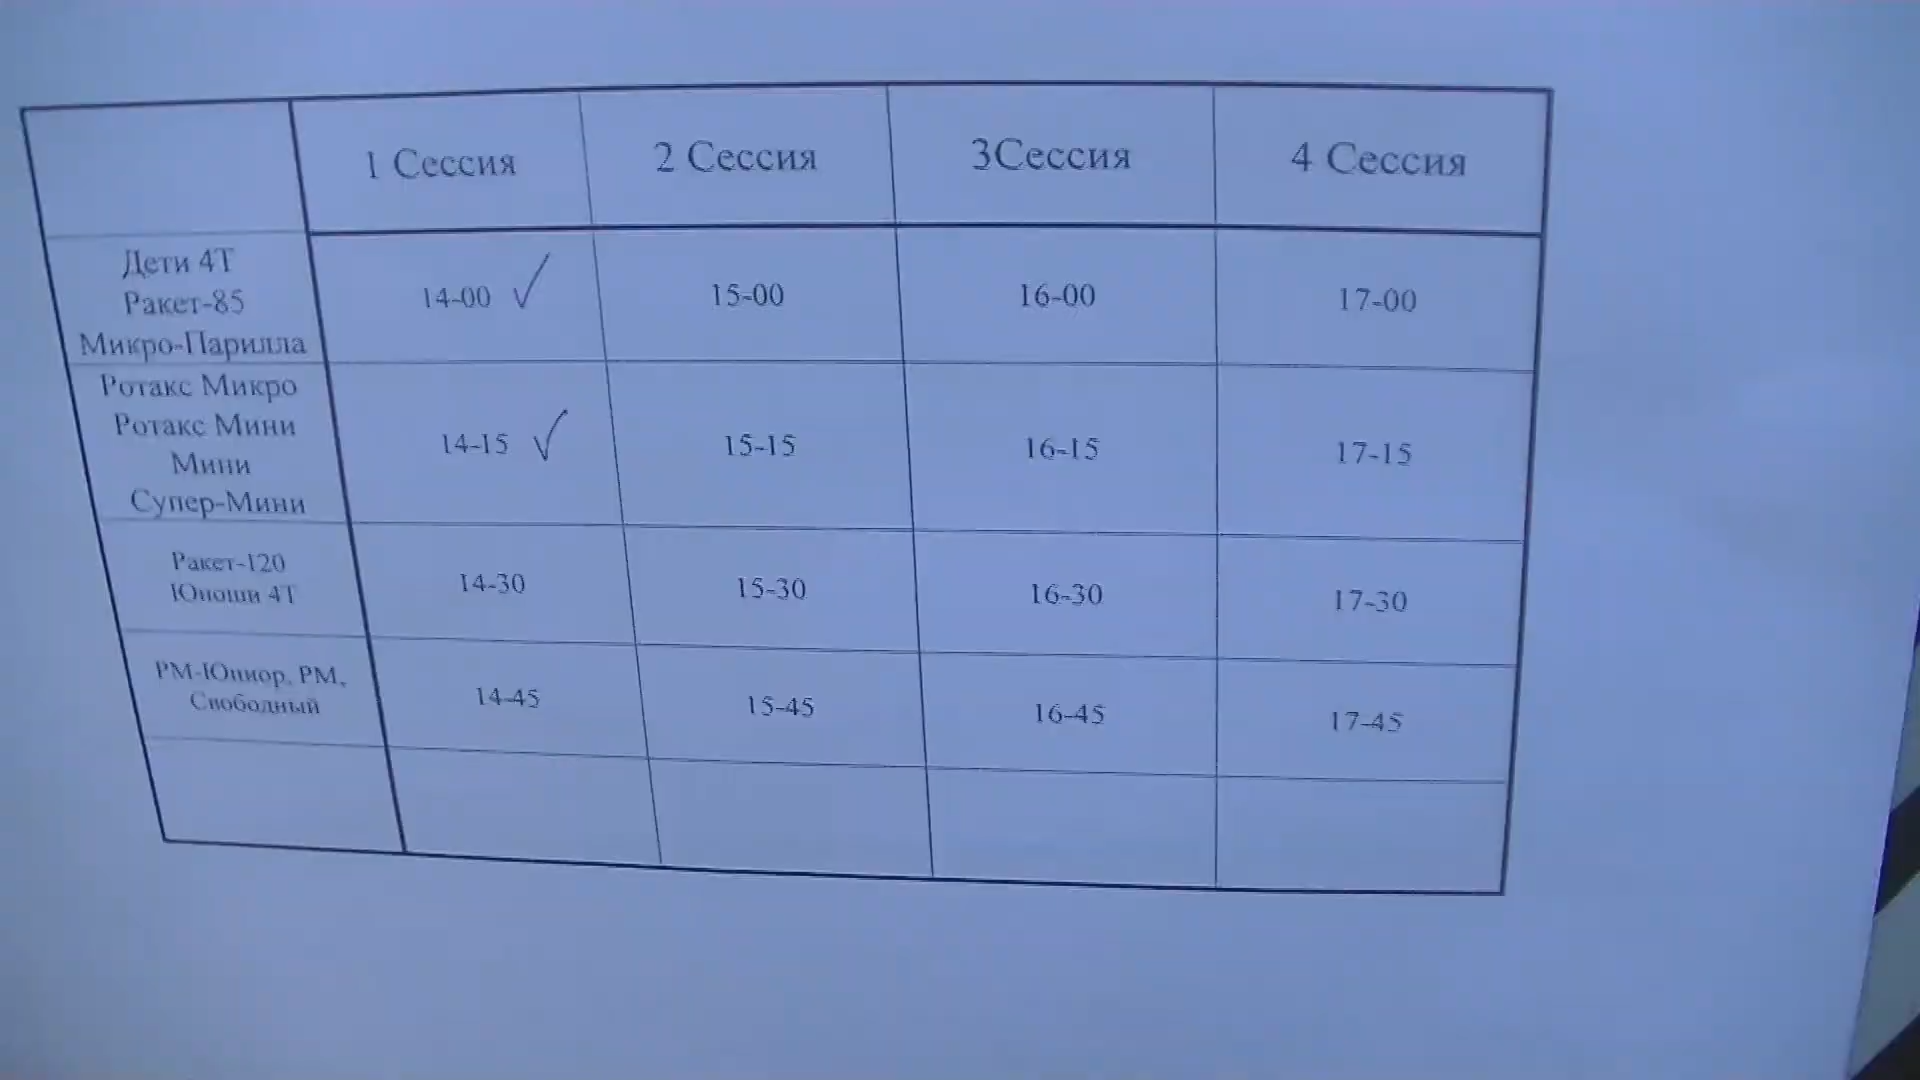 1 Сессия 2 Сессия 3Сессия 4 Сессия
Дети 4Т
Ракет-85
Микро-Парилла
14-00 ✓ 15-00 16-00 17-00
Ротакс Микро
Ротакс Мини
Мини
Супер-Мини
14-15 ✓ 15-15 16-15 17-15
Ракет-120
Юноши 4Т
14-30 15-30 16-30 17-30
РМ-Юниор, РМ,
Свободный
14-45 15-45 16-45 17-45